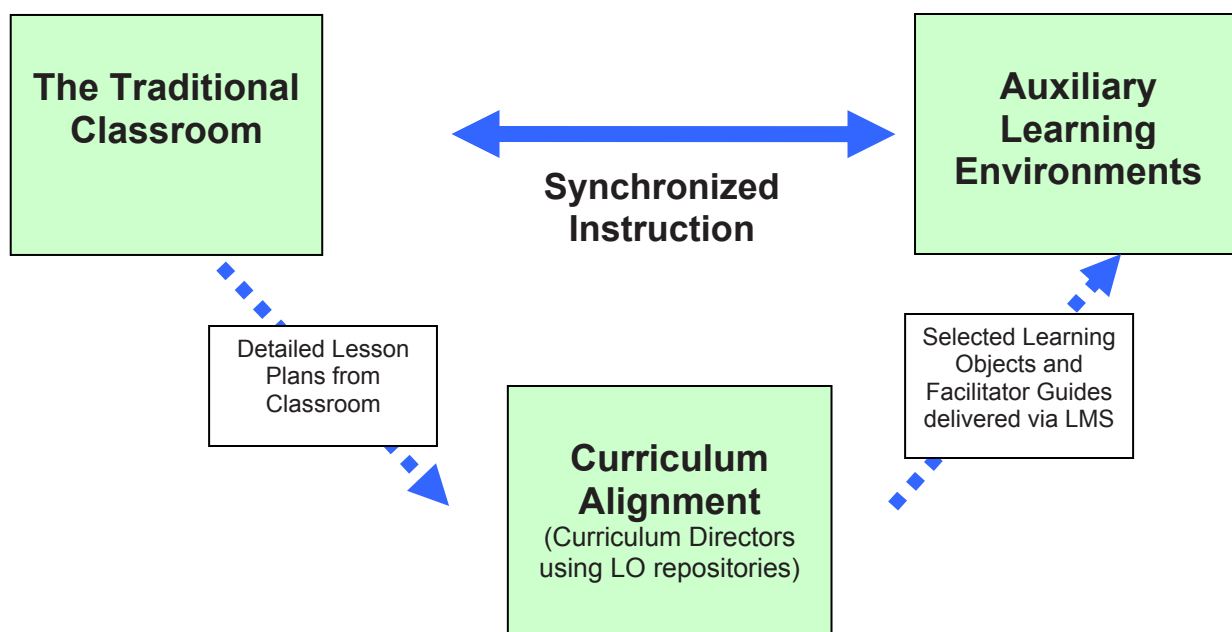 The Traditional
Classroom
Auxiliary
Learning
Environments
Synchronized
Instruction
Detailed Lesson
Plans from
Classroom
Selected Learning
Objects and
Facilitator Guides
delivered via LMS
Curriculum
Alignment
(Curriculum Directors
using LO repositories)